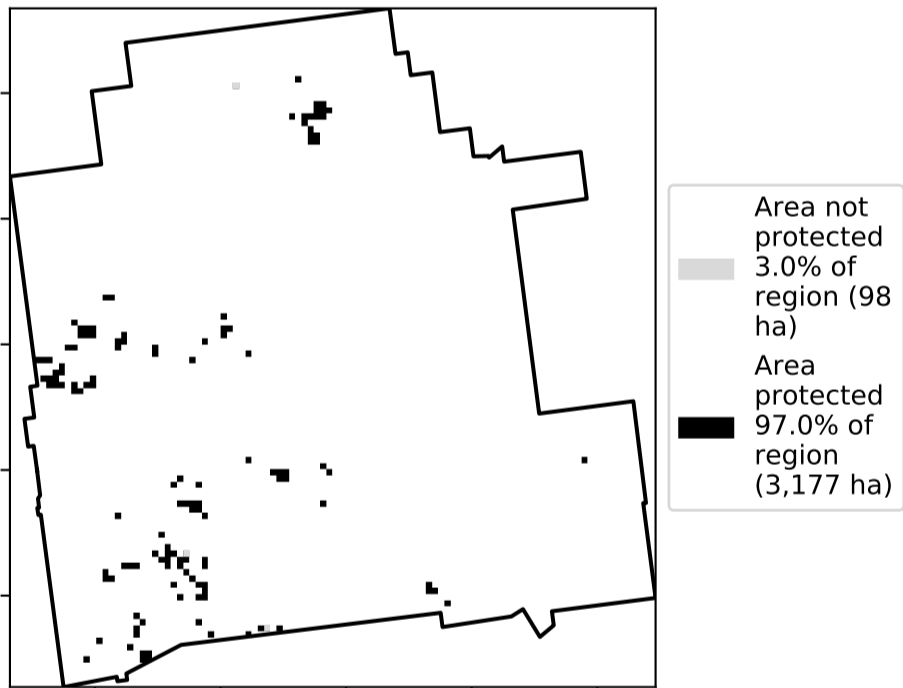 Area not
protected
3.0% of
region (98
ha)
Area
protected
97.0% of
region
(3,177 ha)